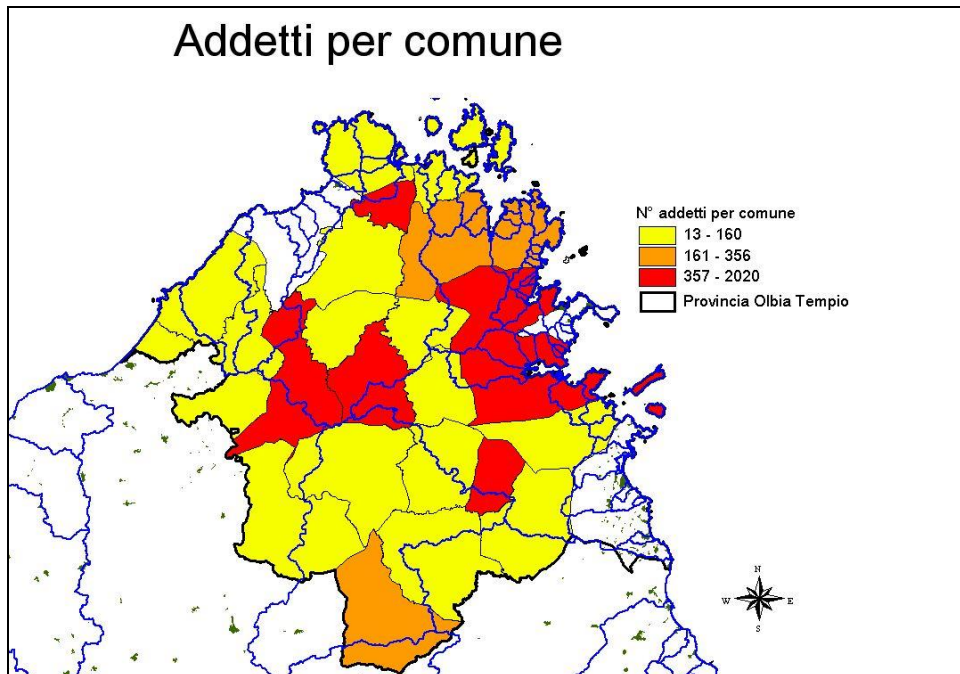 Addetti per comune
N° addetti per comune
13 - 160
161 - 356
357 - 2020
Provincia Olbia Tempio
N
W E
S